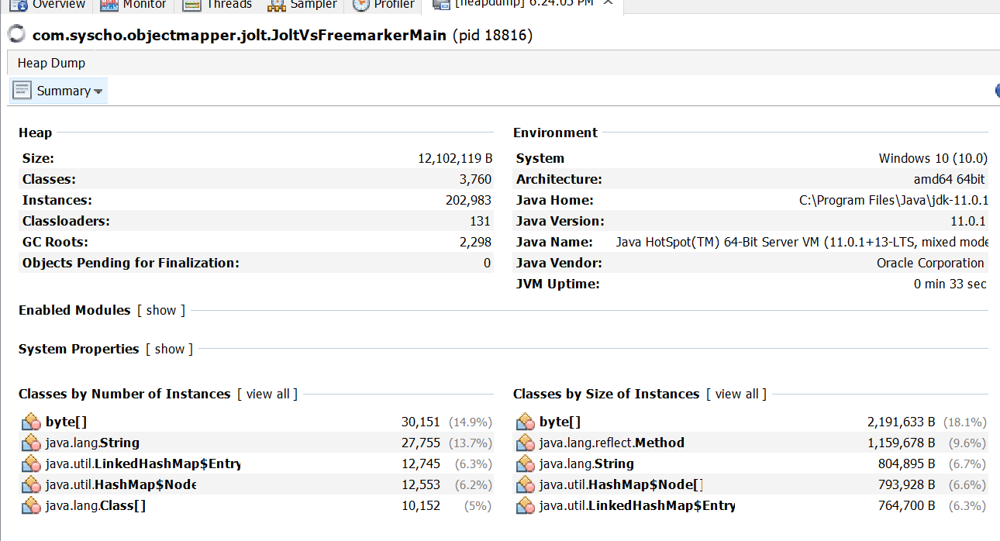 Overview Monitor Threads Sampler Profiler [heapdump] 6:24:05 PM
com.syscho.objectmapper.jolt.JoltVsFreemarkerMain (pid 18816)
Heap Dump
Summary
Heap
Size: 12,102,119 B
Classes: 3,760
Instances: 202,983
Classloaders: 131
GC Roots: 2,298
Objects Pending for Finalization: 0
Environment
System Windows 10 (10.0)
Architecture: amd64 64bit
Java Home: C:\Program Files\Java\jdk-11.0.1
Java Version: 11.0.1
Java Name: Java HotSpot(TM) 64-Bit Server VM (11.0.1+13-LTS, mixed mode
Java Vendor: Oracle Corporation
JVM Uptime: 0 min 33 sec
Enabled Modules [ show ]
System Properties [ show ]
Classes by Number of Instances [ view all ]
byte[] 30,151 (14.9%)
java.lang.String 27,755 (13.7%)
java.util.LinkedHashMap$Entry 12,745 (6.3%)
java.util.HashMap$Node 12,553 (6.2%)
java.lang.Class[] 10,152 (5%)
Classes by Size of Instances [ view all ]
byte[] 2,191,633 B (18.1%)
java.lang.reflect.Method 1,159,678 B (9.6%)
java.lang.String 804,895 B (6.7%)
java.util.HashMap$Node[] 793,928 B (6.6%)
java.util.LinkedHashMap$Entry 764,700 B (6.3%)